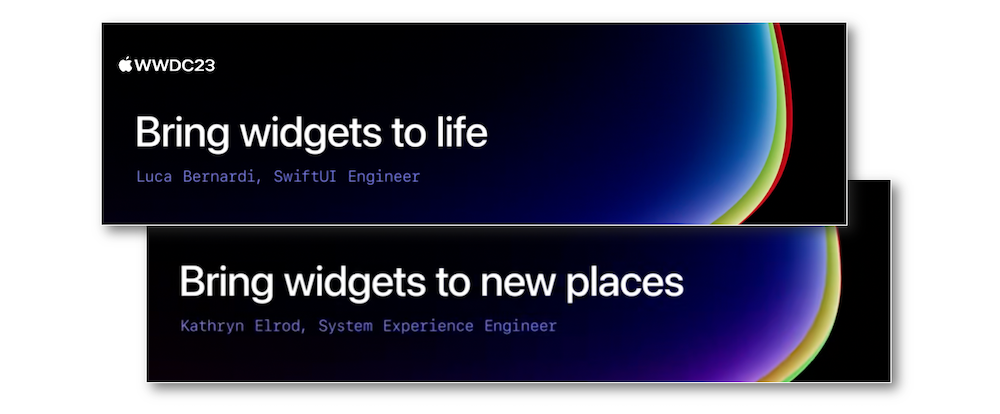 WWDC23
Bring widgets to life
Luca Bernardi, SwiftUI Engineer
Bring widgets to new places
Kathryn Elrod, System Experience Engineer